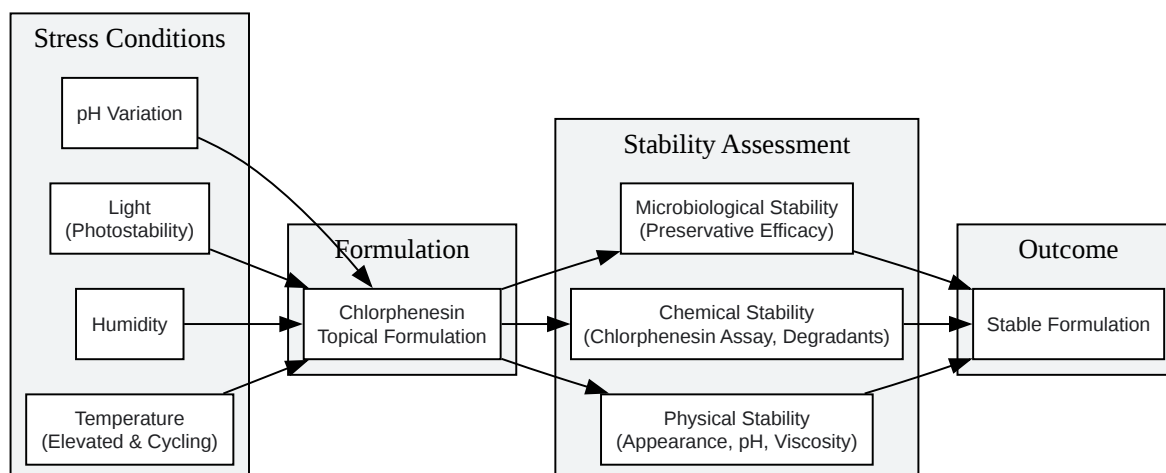 Stress Conditions
pH Variation
Light
(Photostability)
Humidity
Temperature
(Elevated & Cycling)
Formulation
Chlorphenesin
Topical Formulation
Stability Assessment
Microbiological Stability
(Preservative Efficacy)
Chemical Stability
(Chlorphenesin Assay, Degradants)
Physical Stability
(Appearance, pH, Viscosity)
Outcome
Stable Formulation